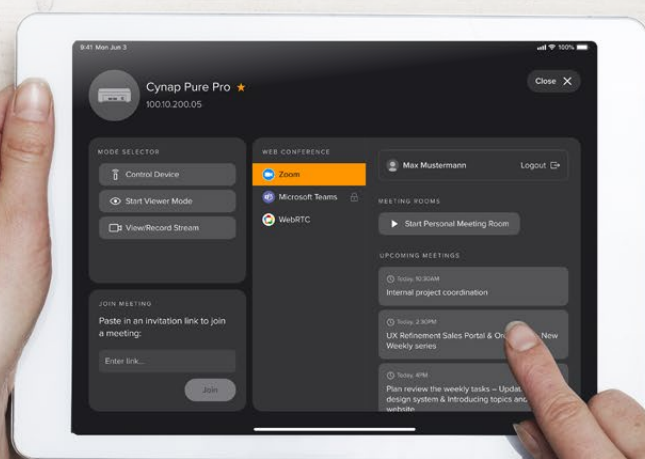 9:41 Mon Jun 3
100%
Cynap Pure Pro
100.10.200.05
Close
MODE SELECTOR
Control Device
Start Viewer Mode
View/Record Stream
JOIN MEETING
Paste in an invitation link to join
a meeting:
Enter link...
Join
WEB CONFERENCE
Zoom
Microsoft Teams
WebRTC
Max Mustermann
Logout
MEETING ROOMS
Start Personal Meeting Room
UPCOMING MEETINGS
Today, 10:30AM
Internal project coordination
Today, 2:30PM
UX Refinement Sales Portal & New
Weekly series
Today, 4PM
Plan review the weekly tasks –
design system & Introducing topics and
website